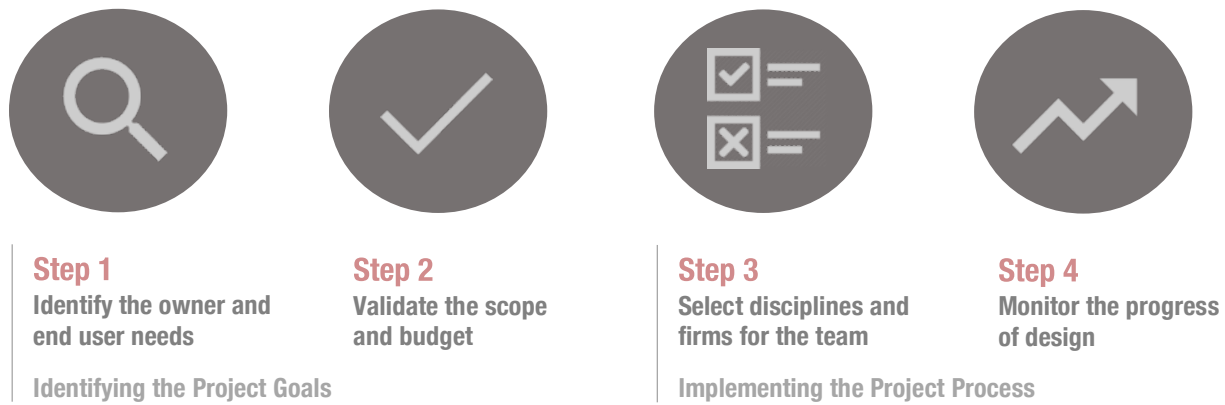 Step 1
Identify the owner and
end user needs
Step 2
Validate the scope
and budget
Identifying the Project Goals
Step 3
Select disciplines and
firms for the team
Step 4
Monitor the progress
of design
Implementing the Project Process